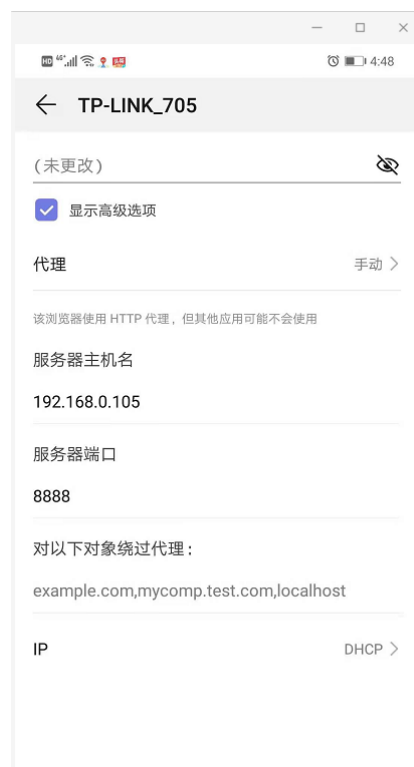 HD 4G+ 4:48
TP-LINK_705
(未更改)
显示高级选项
代理 手动
该浏览器使用 HTTP 代理，但其他应用可能不会使用
服务器主机名
192.168.0.105
服务器端口
8888
对以下对象绕过代理：
example.com,mycomp.test.com,localhost
IP DHCP